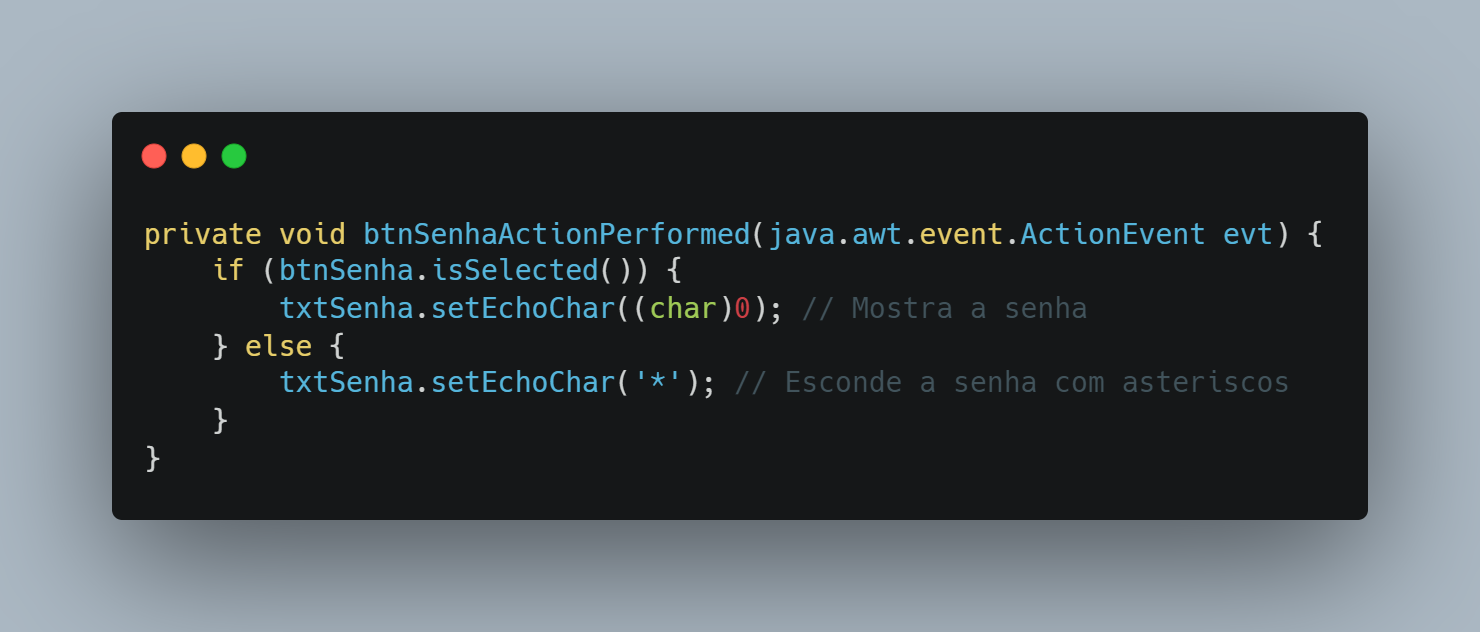 private void btnSenhaActionPerformed(java.awt.event.ActionEvent evt) {
    if (btnSenha.isSelected()) {
        txtSenha.setEchoChar((char)0); // Mostra a senha
    } else {
        txtSenha.setEchoChar('*'); // Esconde a senha com asteriscos
    }
}